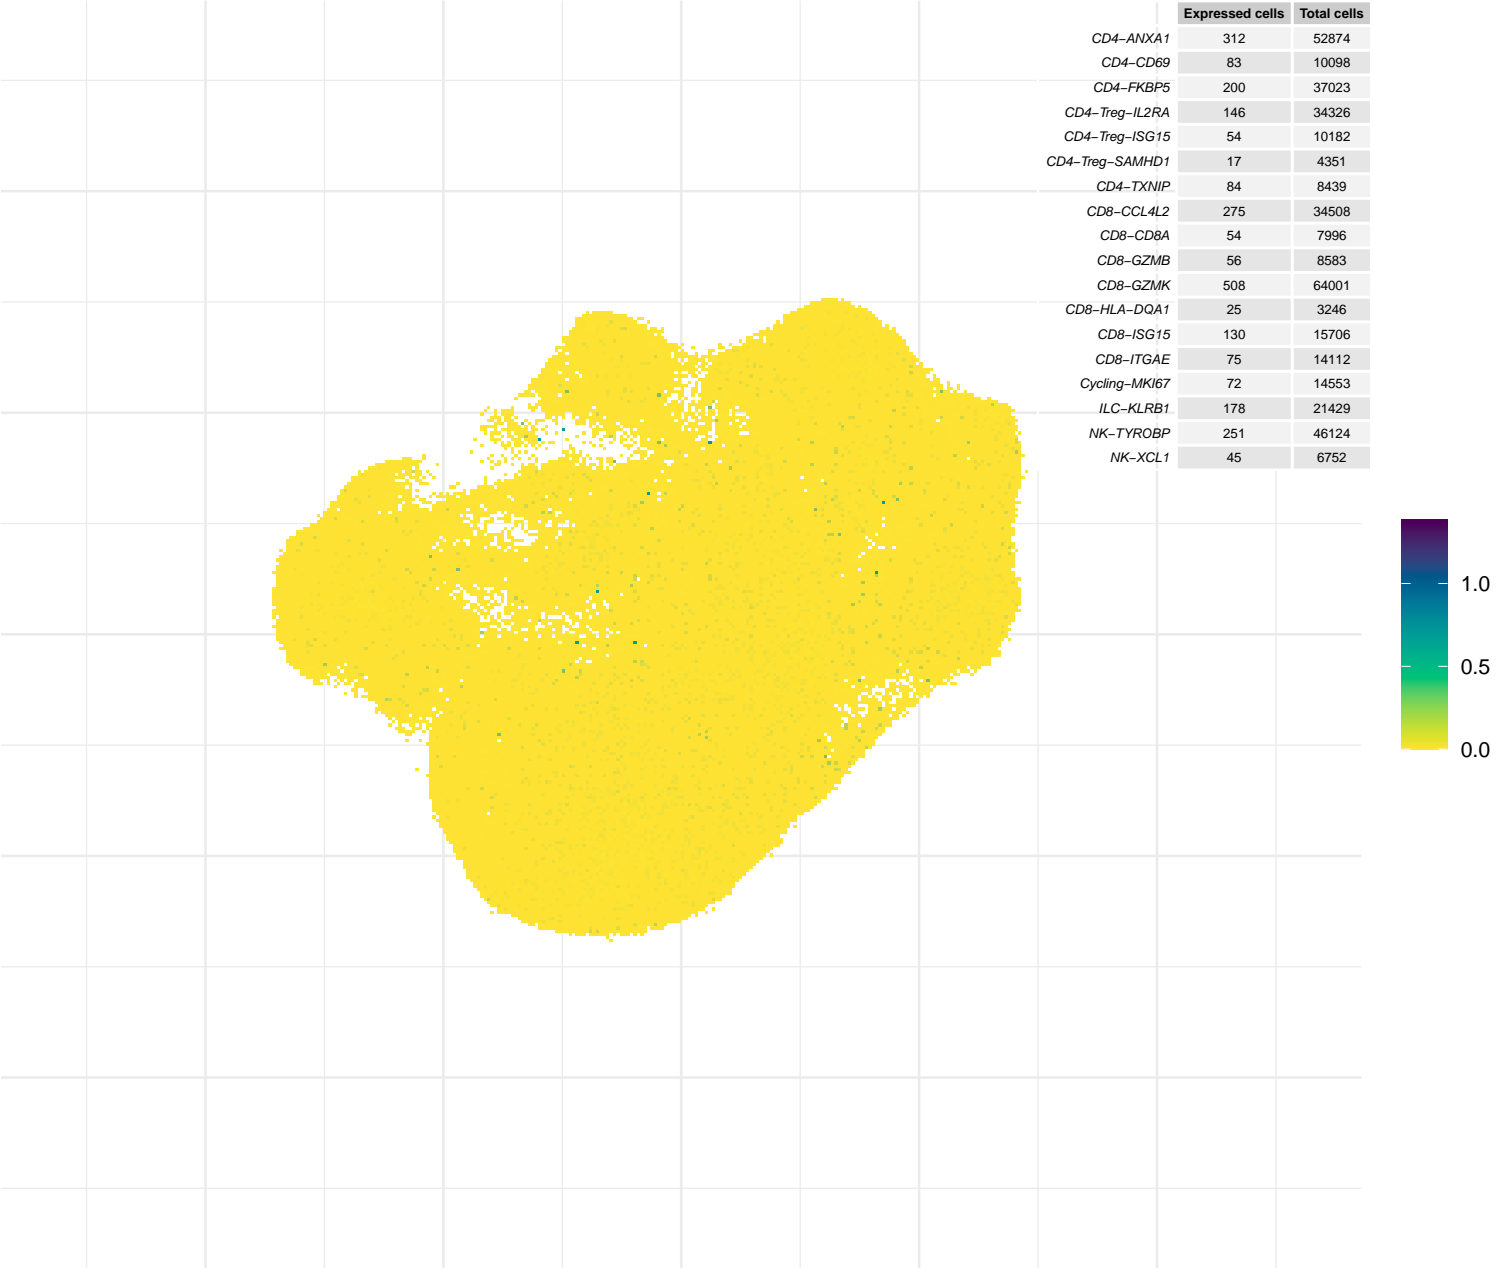 Expressed cells Total cells
CD4−ANXA1 312 52874
CD4−CD69 83 10098
CD4−FKBP5 200 37023
CD4−Treg−IL2RA 146 34326
CD4−Treg−ISG15 54 10182
CD4−Treg−SAMHD1 17 4351
CD4−TXNIP 84 8439
CD8−CCL4L2 275 34508
CD8−CD8A 54 7996
CD8−GZMB 56 8583
CD8−GZMK 508 64001
CD8−HLA−DQA1 25 3246
CD8−ISG15 130 15706
CD8−ITGAE 75 14112
Cycling−MKI67 72 14553
ILC−KLRB1 178 21429
NK−TYROBP 251 46124
NK−XCL1 45 6752
1.0
0.5
0.0